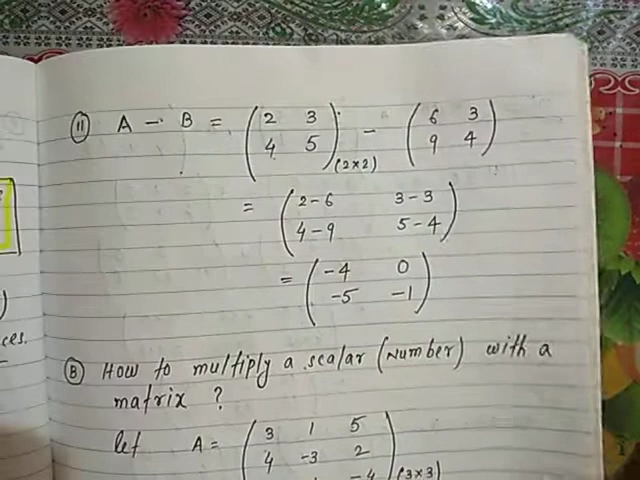 (11) A - B = (2 3 - (6 3
4 5)(2×2) 9 4)
= (2-6 3-3
4-9 5-4)
= (-4 0
-5 -1)
(B) How to multiply a scalar (Number) with a
matrix ?
ces.
let A = (3 1 5
4 -3 2
-4)(3×3)